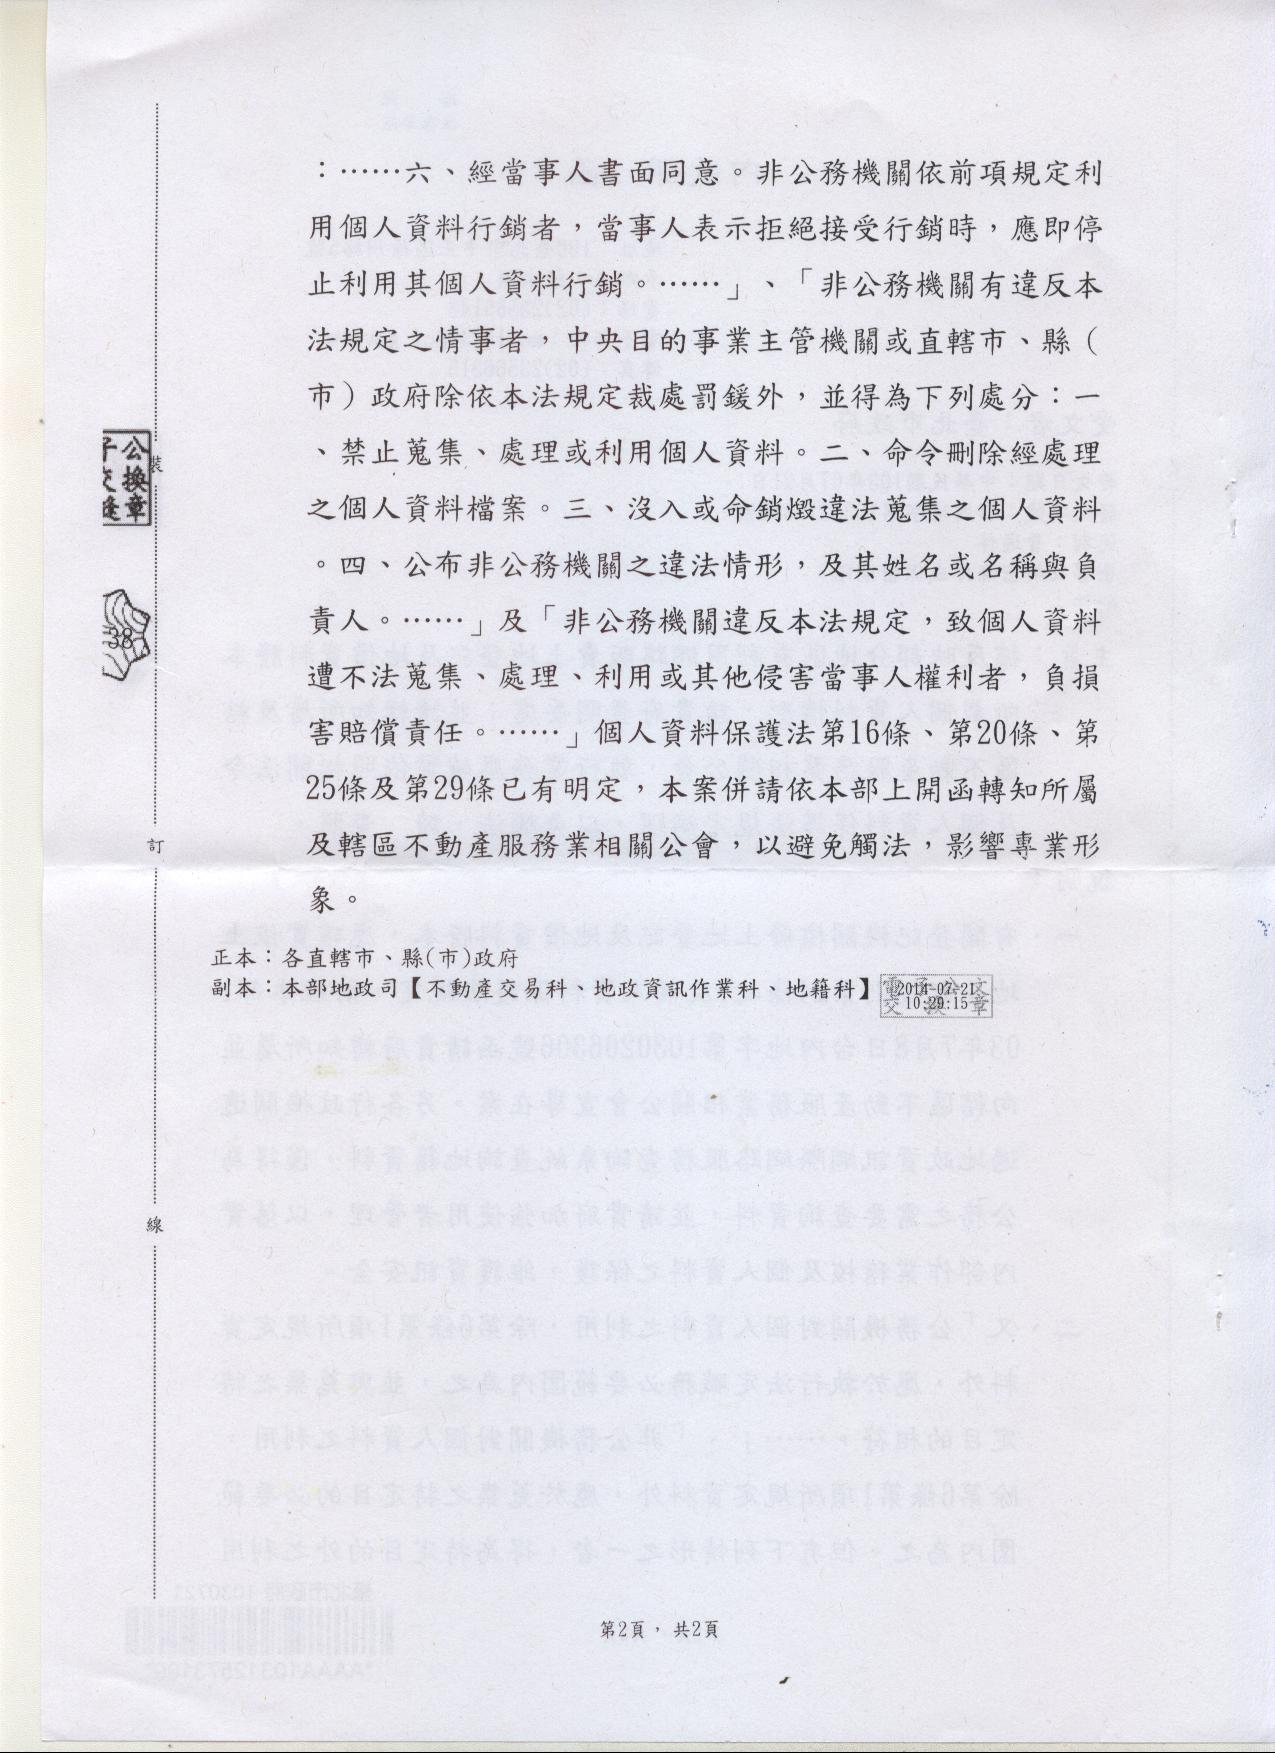 ：……六、經當事人書面同意。非公務機關依前項規定利
用個人資料行銷者，當事人表示拒絕接受行銷時，應即停
止利用其個人資料行銷。……」、「非公務機關有違反本
法規定之情事者，中央目的事業主管機關或直轄市、縣（
市）政府除依本法規定裁處罰鍰外，並得為下列處分：一
、禁止蒐集、處理或利用個人資料。二、命令刪除經處理
之個人資料檔案。三、沒入或命銷燬違法蒐集之個人資料
。四、公布非公務機關之違法情形，及其姓名或名稱與負
責人。……」及「非公務機關違反本法規定，致個人資料
遭不法蒐集、處理、利用或其他侵害當事人權利者，負損
害賠償責任。……」個人資料保護法第16條、第20條、第
25條及第29條已有明定，本案併請依本部上開函轉知所屬
及轄區不動產服務業相關公會，以避免觸法，影響專業形
象。
正本：各直轄市、縣(市)政府
副本：本部地政司【不動產交易科、地政資訊作業科、地籍科】
電子公文
2014-07-21
交換章
10:29:15
裝
公
換
章
38
訂
線
第2頁， 共2頁